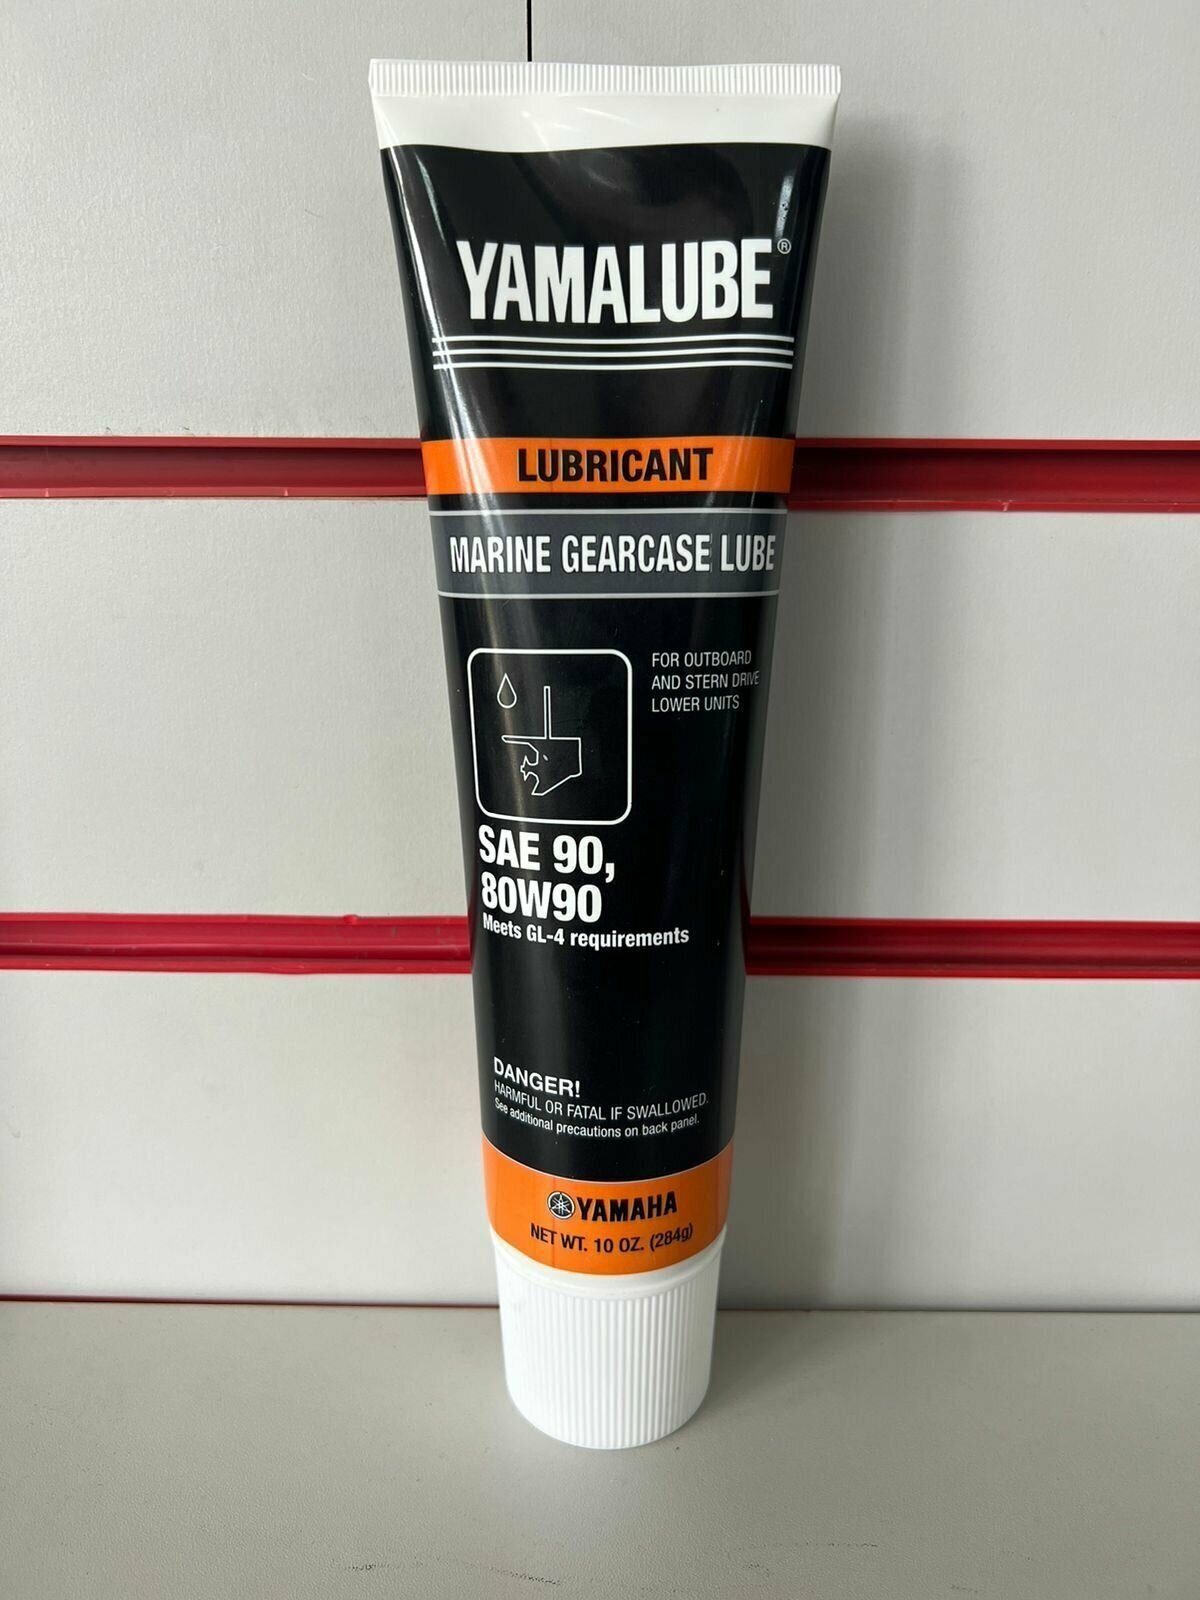 YAMALUBE®
LUBRICANT
MARINE GEARCASE LUBE
FOR OUTBOARD
AND STERN DRIVE
LOWER UNITS
SAE 90,
80W90
Meets GL-4 requirements
DANGER!
HARMFUL OR FATAL IF SWALLOWED.
See additional precautions on back panel.
YAMAHA
NET WT. 10 OZ. (284g)